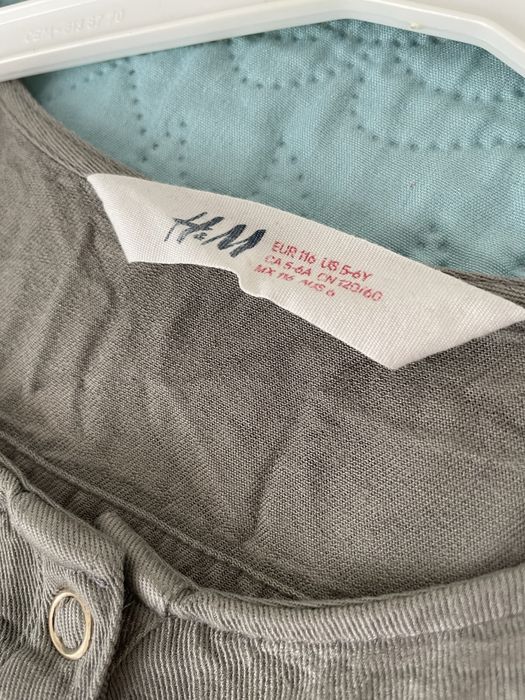 H&M
EUR 116 US 5-6Y
CA 5-6A CN 120/60
MX 116 AUS 6